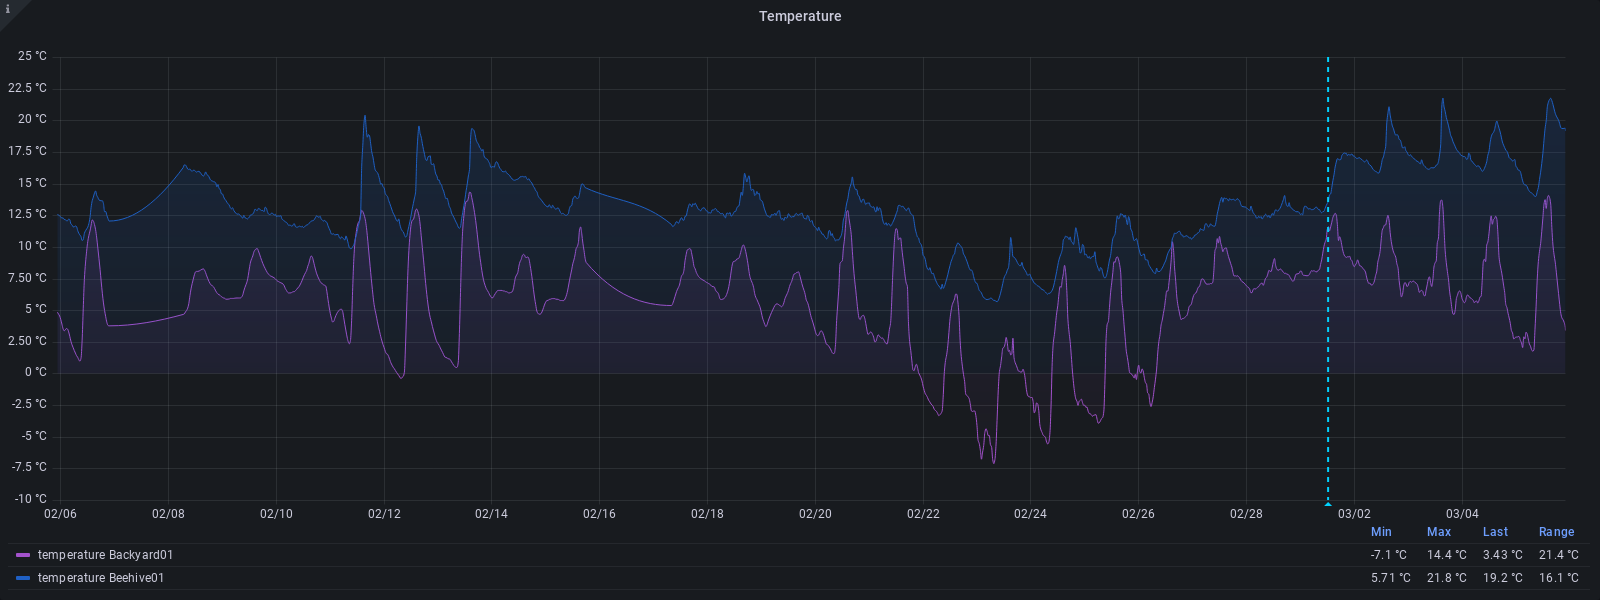 i
Temperature
25 °C
22.5 °C
20 °C
17.5 °C
15 °C
12.5 °C
10 °C
7.50 °C
5 °C
2.50 °C
0 °C
-2.5 °C
-5 °C
-7.5 °C
-10 °C
02/06 02/08 02/10 02/12 02/14 02/16 02/18 02/20 02/22 02/24 02/26 02/28 03/02 03/04
Min Max Last Range
temperature Backyard01 -7.1 °C 14.4 °C 3.43 °C 21.4 °C
temperature Beehive01 5.71 °C 21.8 °C 19.2 °C 16.1 °C